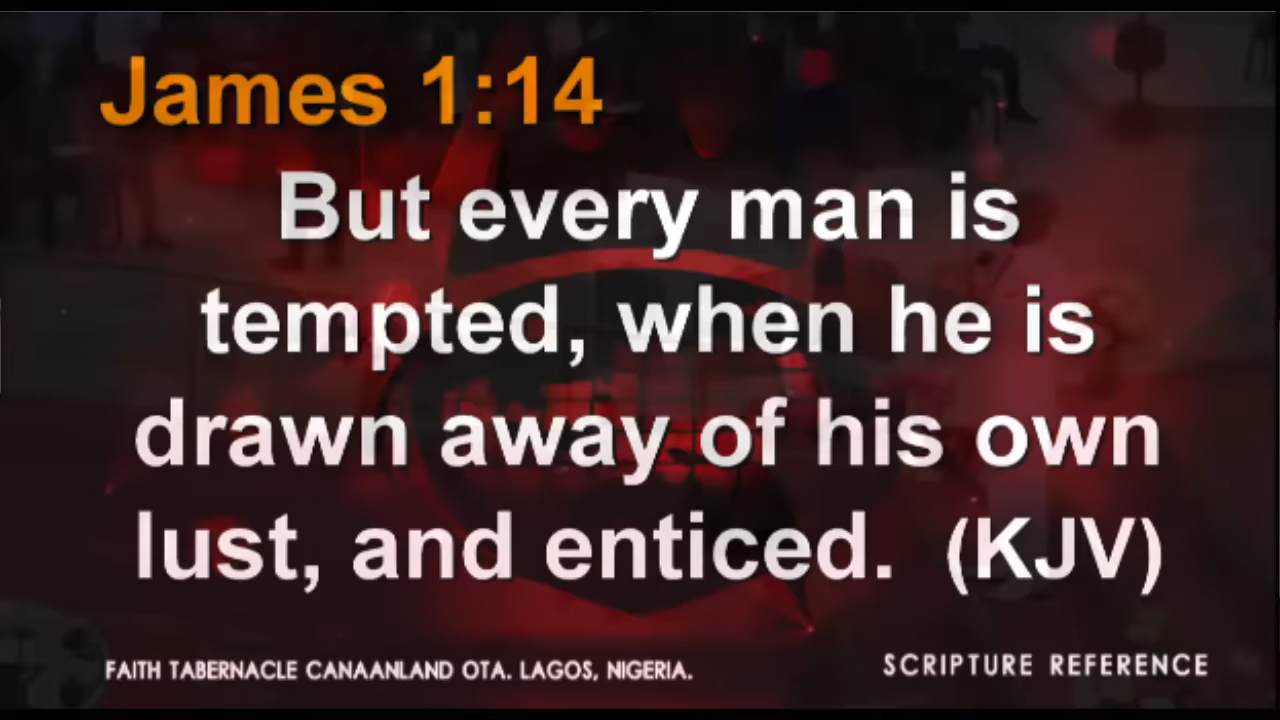 James 1:14
But every man is
tempted, when he is
drawn away of his own
lust, and enticed. (KJV)
FAITH TABERNACLE CANAANLAND OTA. LAGOS, NIGERIA.
SCRIPTURE REFERENCE